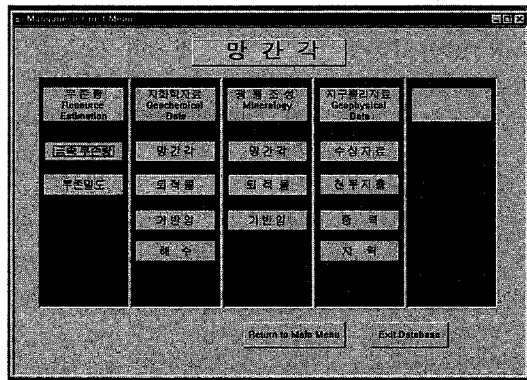 Manganese Crust Menu
망 간 각
부 존 량
Resource
Estimation
부존밀도
지화학자료
Geochemical
Data
망 간 각
퇴 적 물
기 반 암
해 수
광 물 조 성
Mineralogy
망 간 각
퇴 적 물
기 반 암
지구물리자료
Geophysical
Data
수심자료
천부지층
중 력
자 력
Return to Main Menu
Exit Database